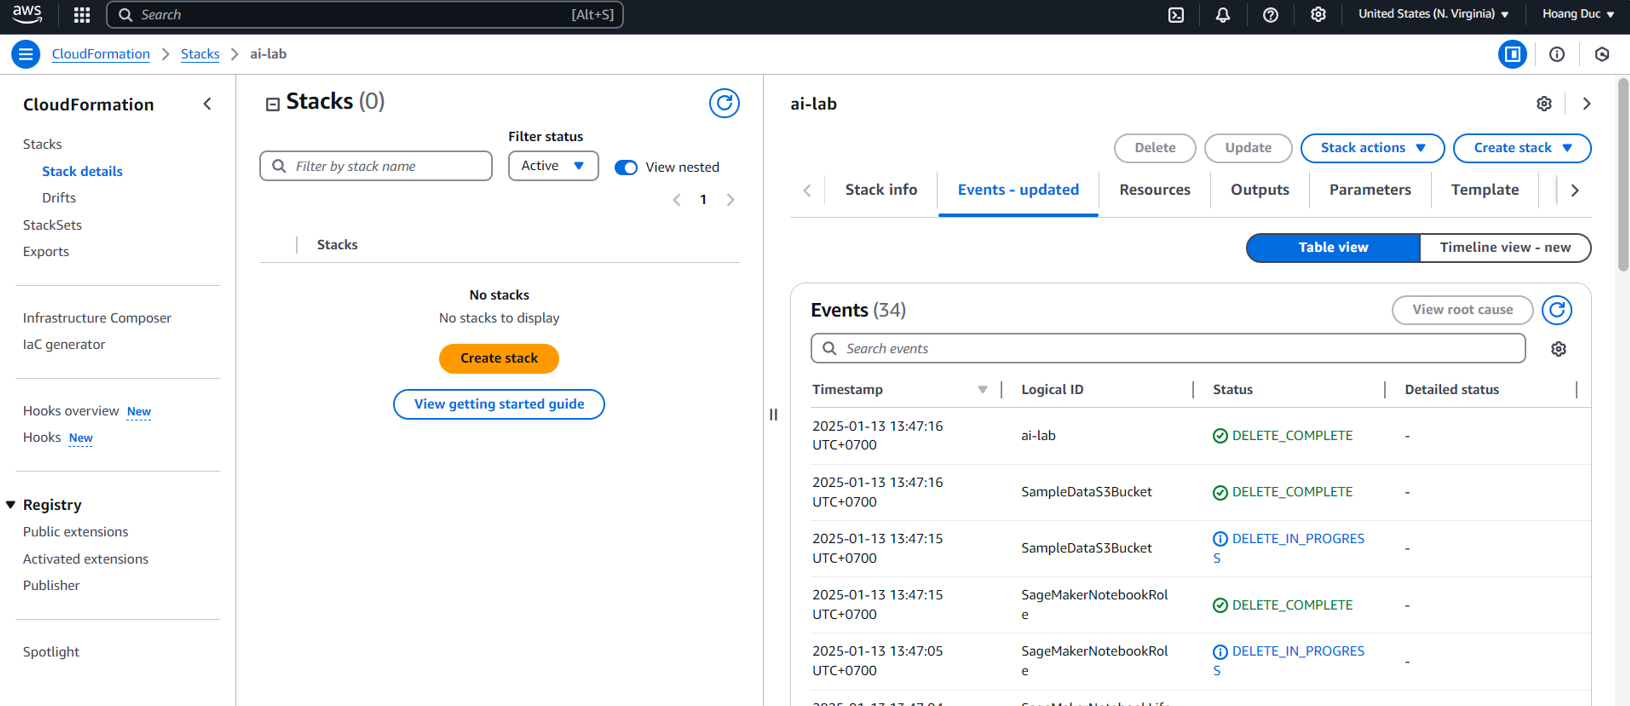 aws
Search
[Alt+S]
United States (N. Virginia)
Hoang Duc
CloudFormation
Stacks
ai-lab
CloudFormation
Stacks
Stack details
Drifts
StackSets
Exports
Infrastructure Composer
IaC generator
Hooks overview New
Hooks New
Registry
Public extensions
Activated extensions
Publisher
Spotlight
Stacks (0)
Filter status
Filter by stack name
Active
View nested
1
Stacks
No stacks
No stacks to display
Create stack
View getting started guide
ai-lab
Delete
Update
Stack actions
Create stack
Stack info
Events - updated
Resources
Outputs
Parameters
Template
Table view
Timeline view - new
Events (34)
View root cause
Search events
Timestamp
Logical ID
Status
Detailed status
2025-01-13 13:47:16
UTC+0700
ai-lab
DELETE_COMPLETE
-
2025-01-13 13:47:16
UTC+0700
SampleDataS3Bucket
DELETE_COMPLETE
-
2025-01-13 13:47:15
UTC+0700
SampleDataS3Bucket
DELETE_IN_PROGRES
S
-
2025-01-13 13:47:15
UTC+0700
SageMakerNotebookRol
e
DELETE_COMPLETE
-
2025-01-13 13:47:05
UTC+0700
SageMakerNotebookRol
e
DELETE_IN_PROGRES
S
-